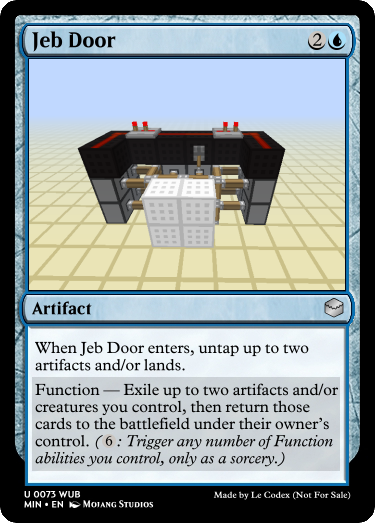 Jeb Door 2
Artifact
When Jeb Door enters, untap up to two
artifacts and/or lands.
Function — Exile up to two artifacts and/or
creatures you control, then return those
cards to the battlefield under their owner's
control. (6: Trigger any number of Function
abilities you control, only as a sorcery.)
U 0073 WUB
MIN • EN Mojang Studios
Made by Le Codex (Not For Sale)